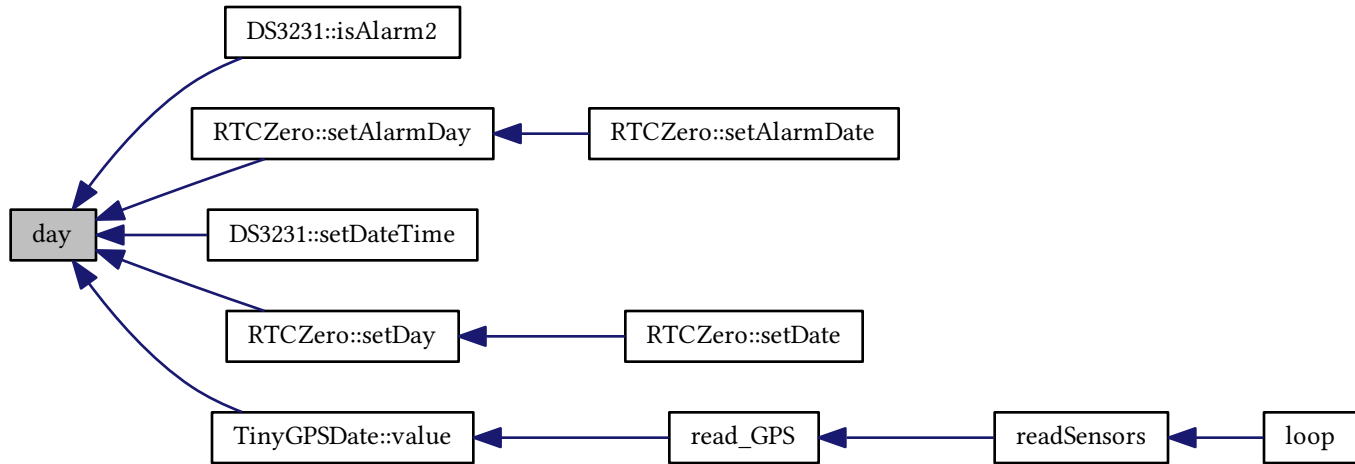 DS3231::isAlarm2
RTCZero::setAlarmDay
RTCZero::setAlarmDate
day
DS3231::setDateTime
RTCZero::setDay
RTCZero::setDate
TinyGPSDate::value
read_GPS
readSensors
loop